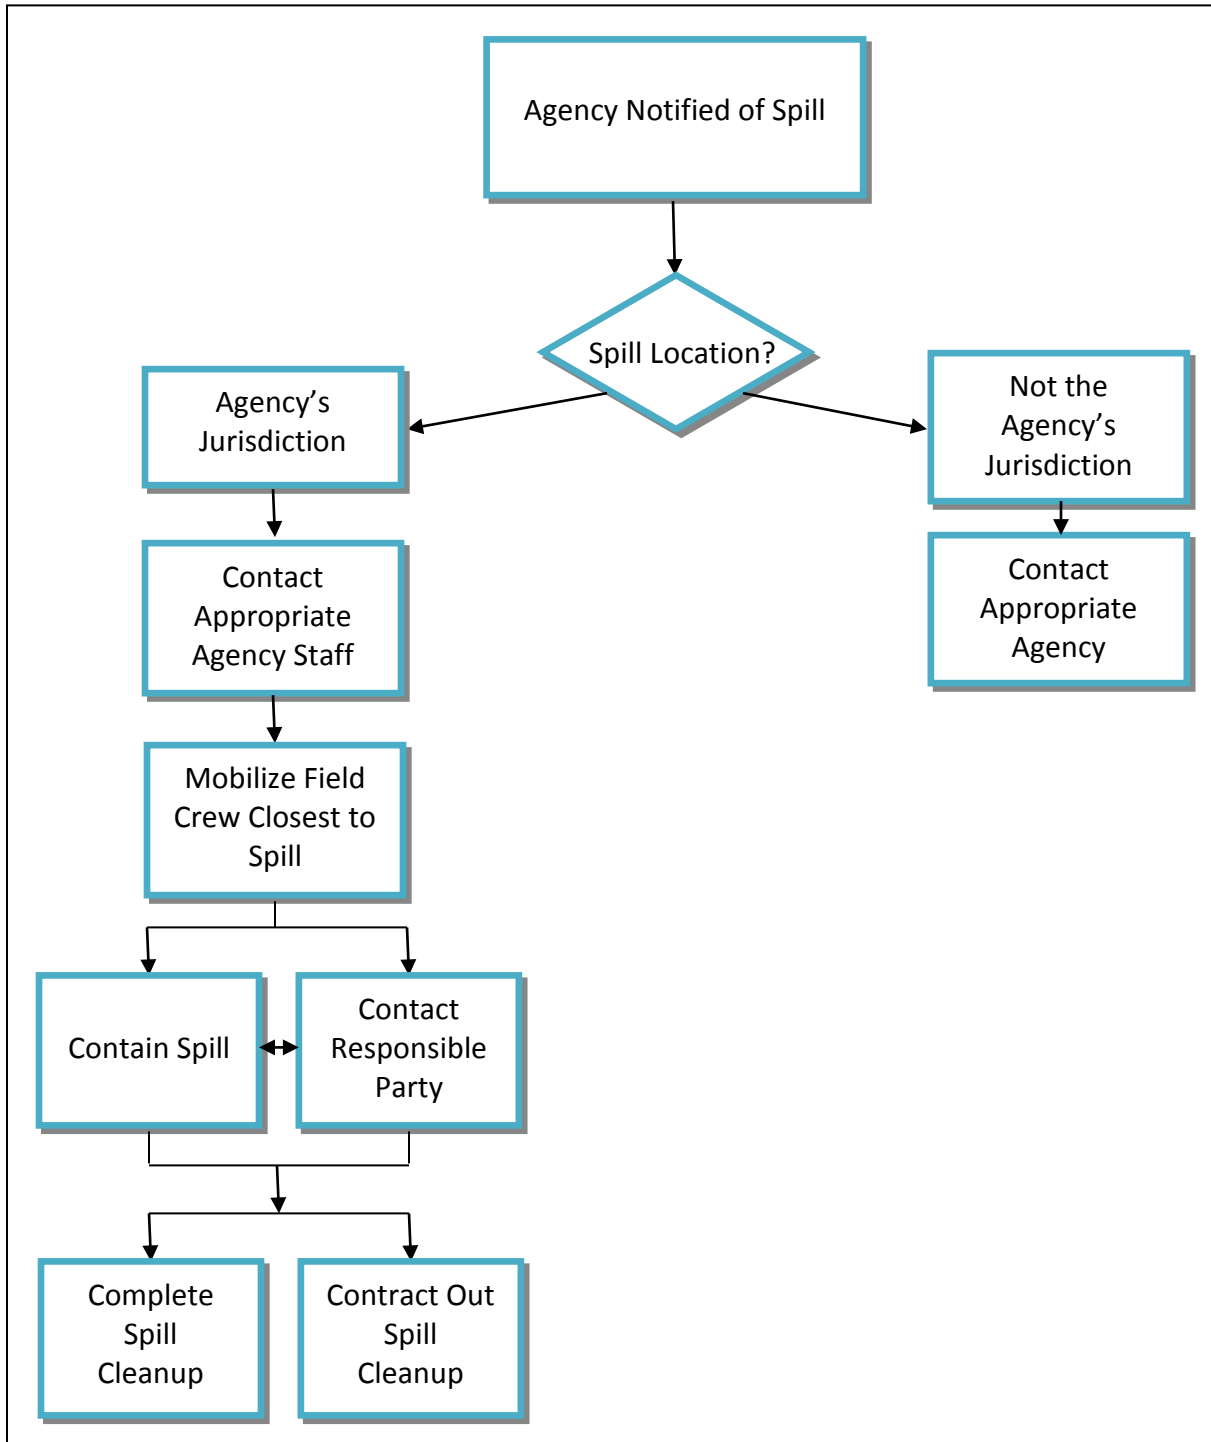 Agency Notified of Spill
Spill Location?
Agency’s
Jurisdiction
Not the
Agency’s
Jurisdiction
Contact
Appropriate
Agency Staff
Contact
Appropriate
Agency
Mobilize Field
Crew Closest to
Spill
Contain Spill
Contact
Responsible
Party
Complete
Spill
Cleanup
Contract Out
Spill
Cleanup